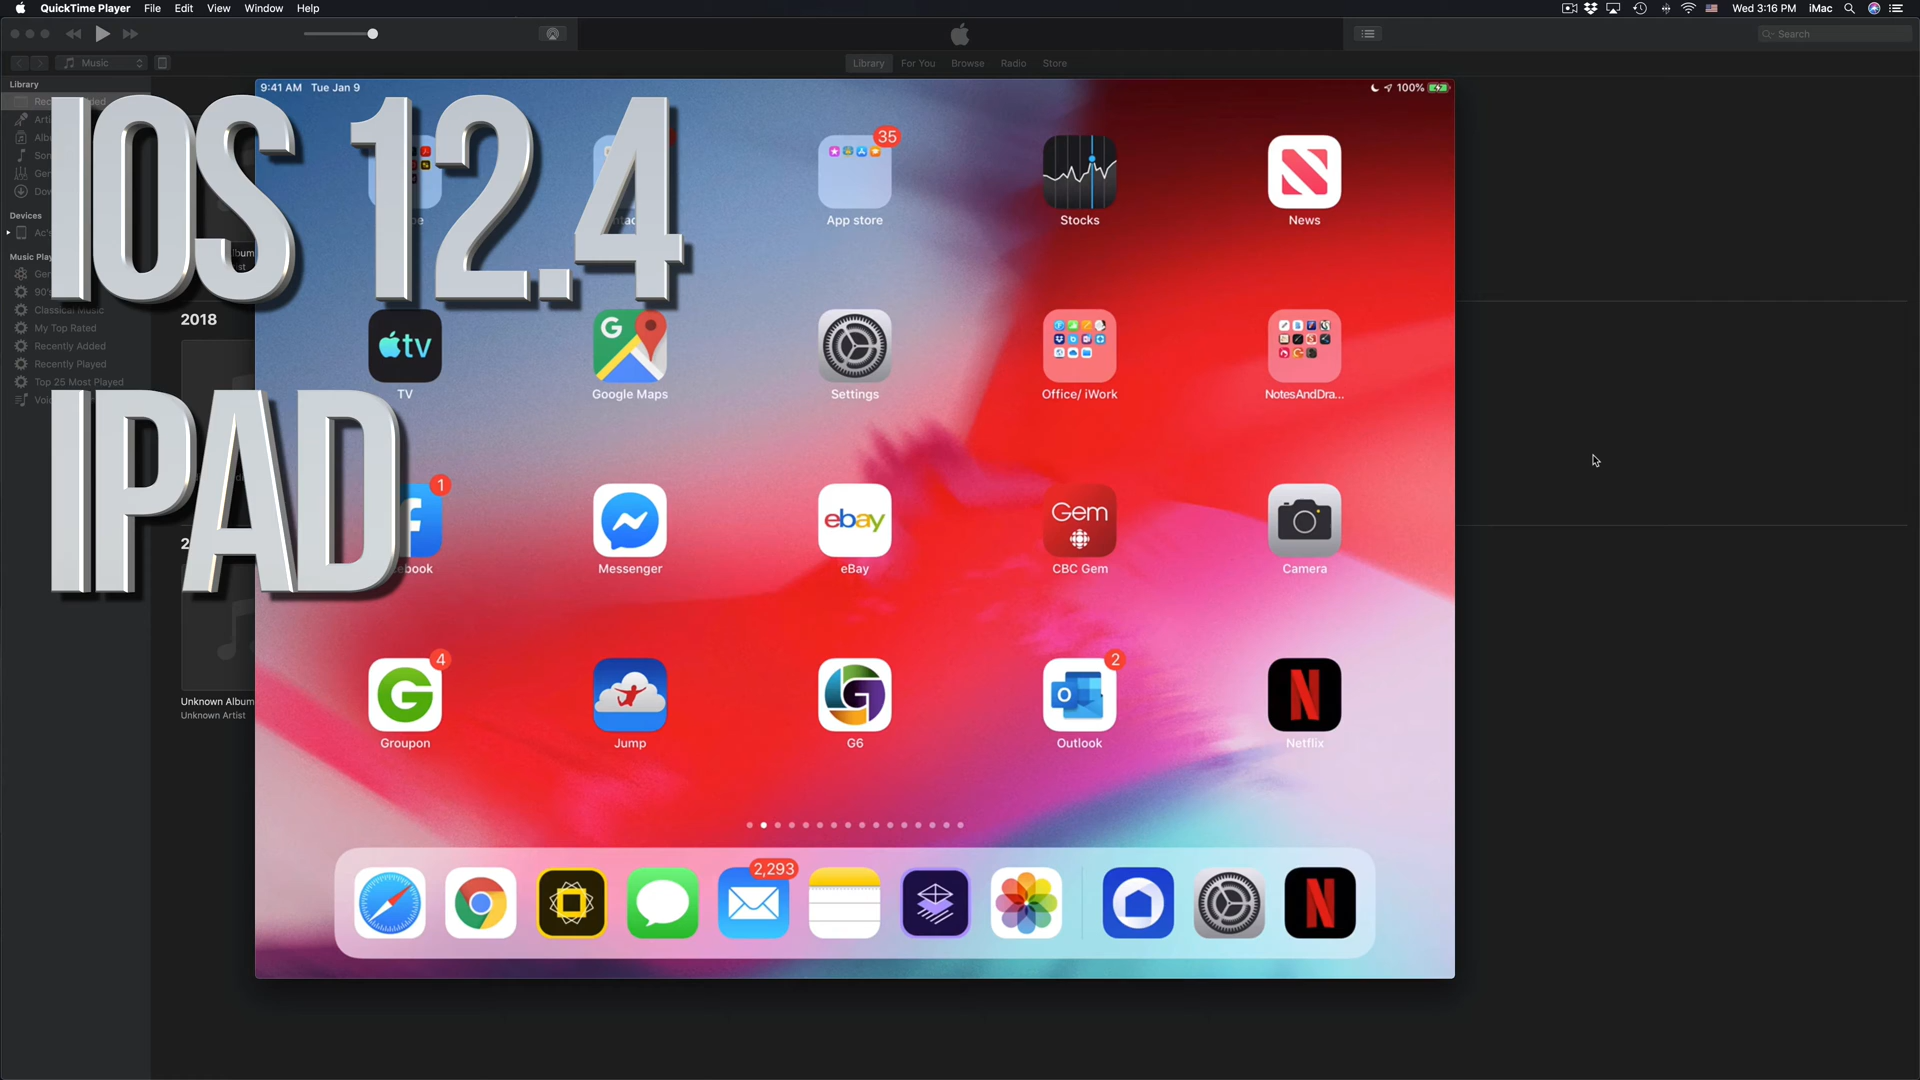 QuickTime Player File Edit View Window Help
Wed 3:16 PM iMac
Music
Library For You Browse Radio Store
Search
Library
Devices
9:41 AM Tue Jan 9
100%
IOS 12.4
IPAD
35
App store
Stocks
News
Classical Music
My Top Rated
Recently Added
Recently Played
Top 25 Most Played
2018
tv
TV
G
Google Maps
Settings
Office/ iWork
NotesAndDra...
1
f
ebook
Messenger
ebay
eBay
Gem
CBC Gem
Camera
4
G
Groupon
Jump
G
G6
2
O
Outlook
N
Netflix
Unknown Album
Unknown Artist
2,293
N